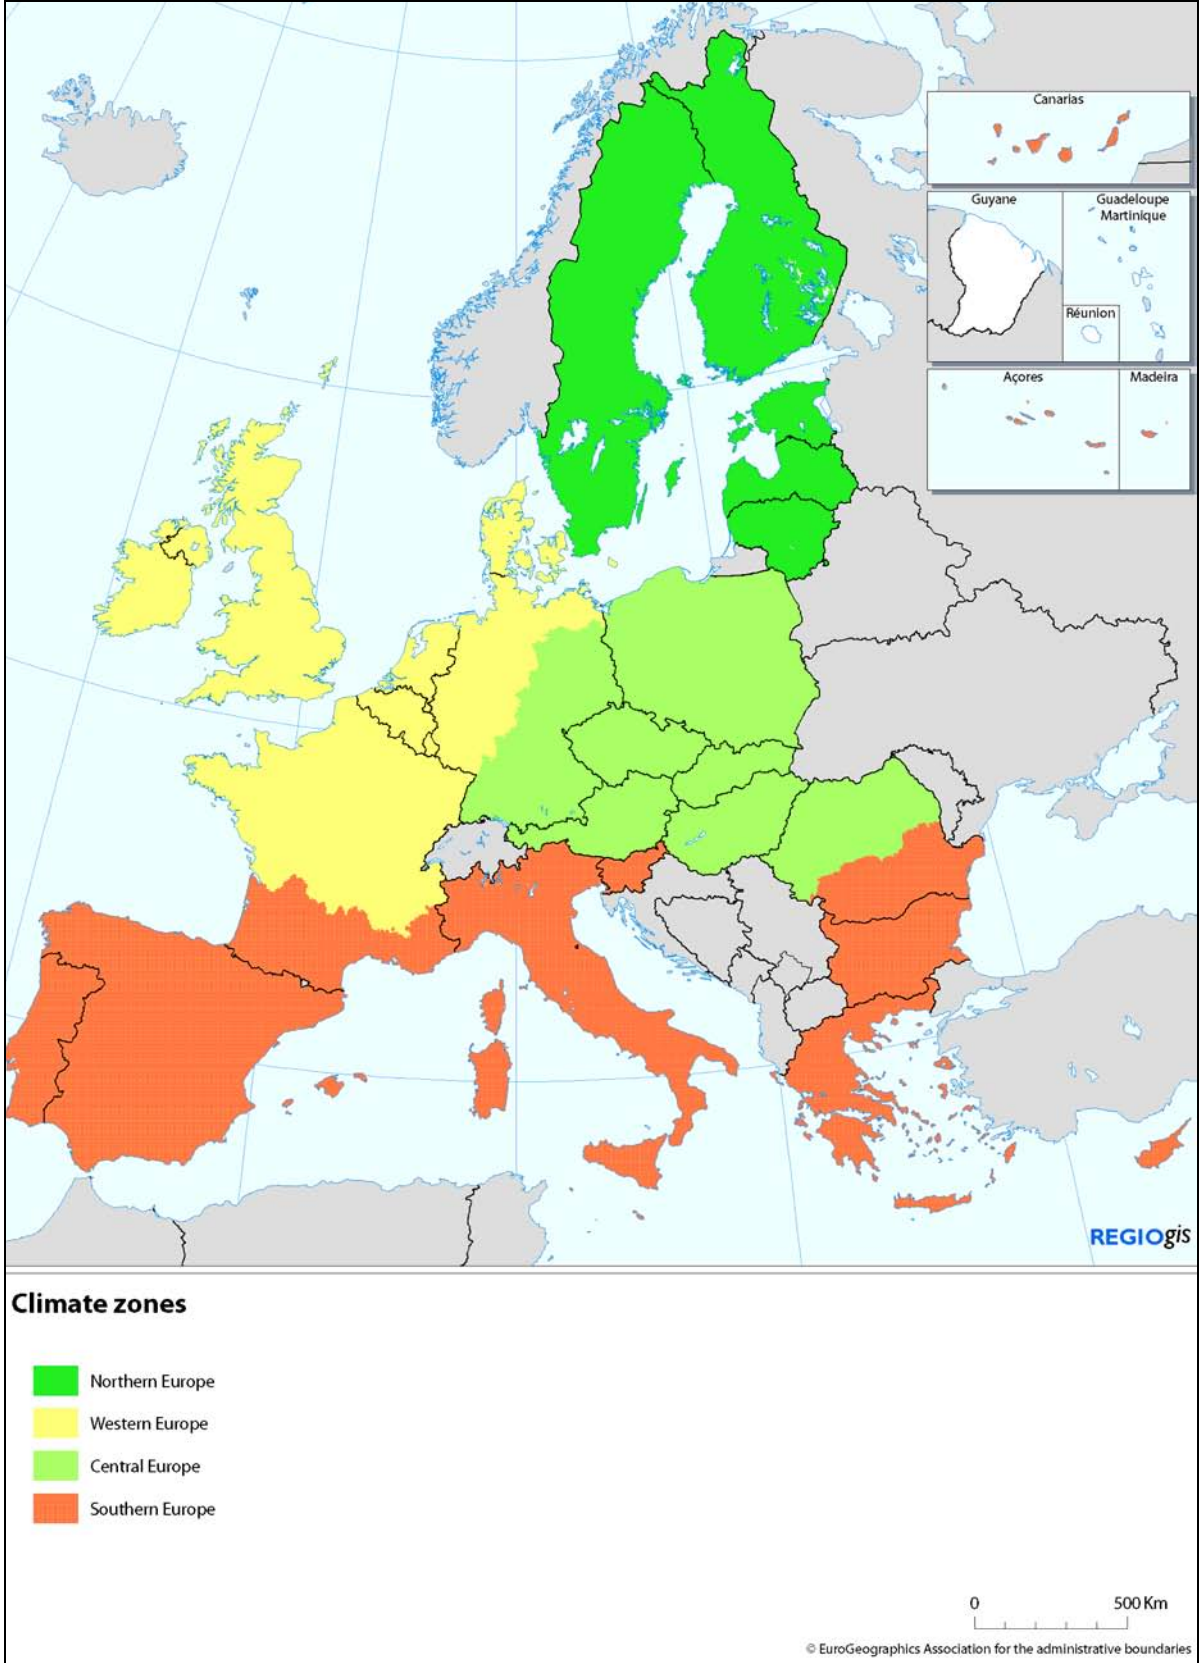 Canarias
Guyane
Guadeloupe
Martinique
Réunion
Açores
Madeira
REGIOgis
Climate zones
Northern Europe
Western Europe
Central Europe
Southern Europe
0 500 Km
© EuroGeographics Association for the administrative boundaries